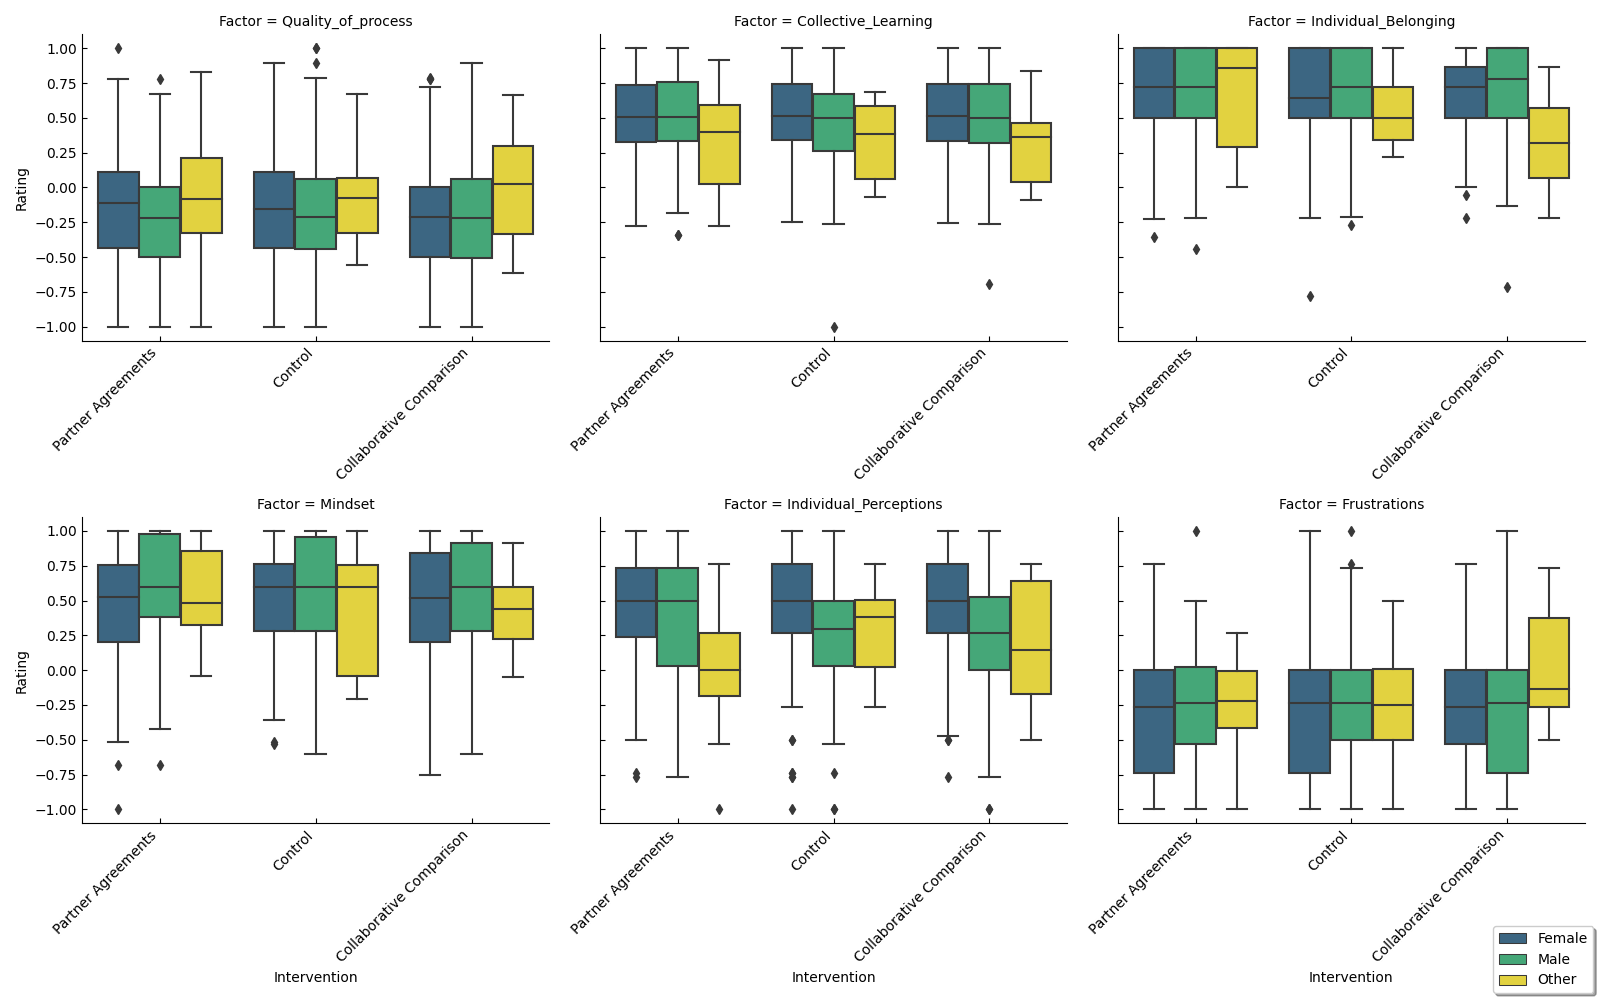 Factor = Quality_of_process
Factor = Collective_Learning
Factor = Individual_Belonging
Rating
1.00
0.75
0.50
0.25
0.00
−0.25
−0.50
−0.75
−1.00
Partner Agreements
Control
Collaborative Comparison
Partner Agreements
Control
Collaborative Comparison
Partner Agreements
Control
Collaborative Comparison
Factor = Mindset
Factor = Individual_Perceptions
Factor = Frustrations
Rating
1.00
0.75
0.50
0.25
0.00
−0.25
−0.50
−0.75
−1.00
Partner Agreements
Control
Collaborative Comparison
Partner Agreements
Control
Collaborative Comparison
Partner Agreements
Control
Collaborative Comparison
Intervention
Intervention
Intervention
Female
Male
Other